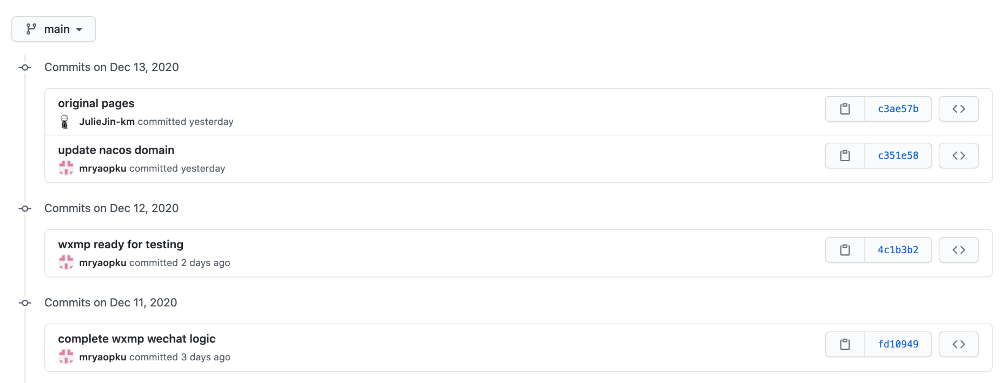 main
Commits on Dec 13, 2020
original pages
c3ae57b
JulieJin-km committed yesterday
update nacos domain
c351e58
mryaopku committed yesterday
Commits on Dec 12, 2020
wxmp ready for testing
4c1b3b2
mryaopku committed 2 days ago
Commits on Dec 11, 2020
complete wxmp wechat logic
fd10949
mryaopku committed 3 days ago